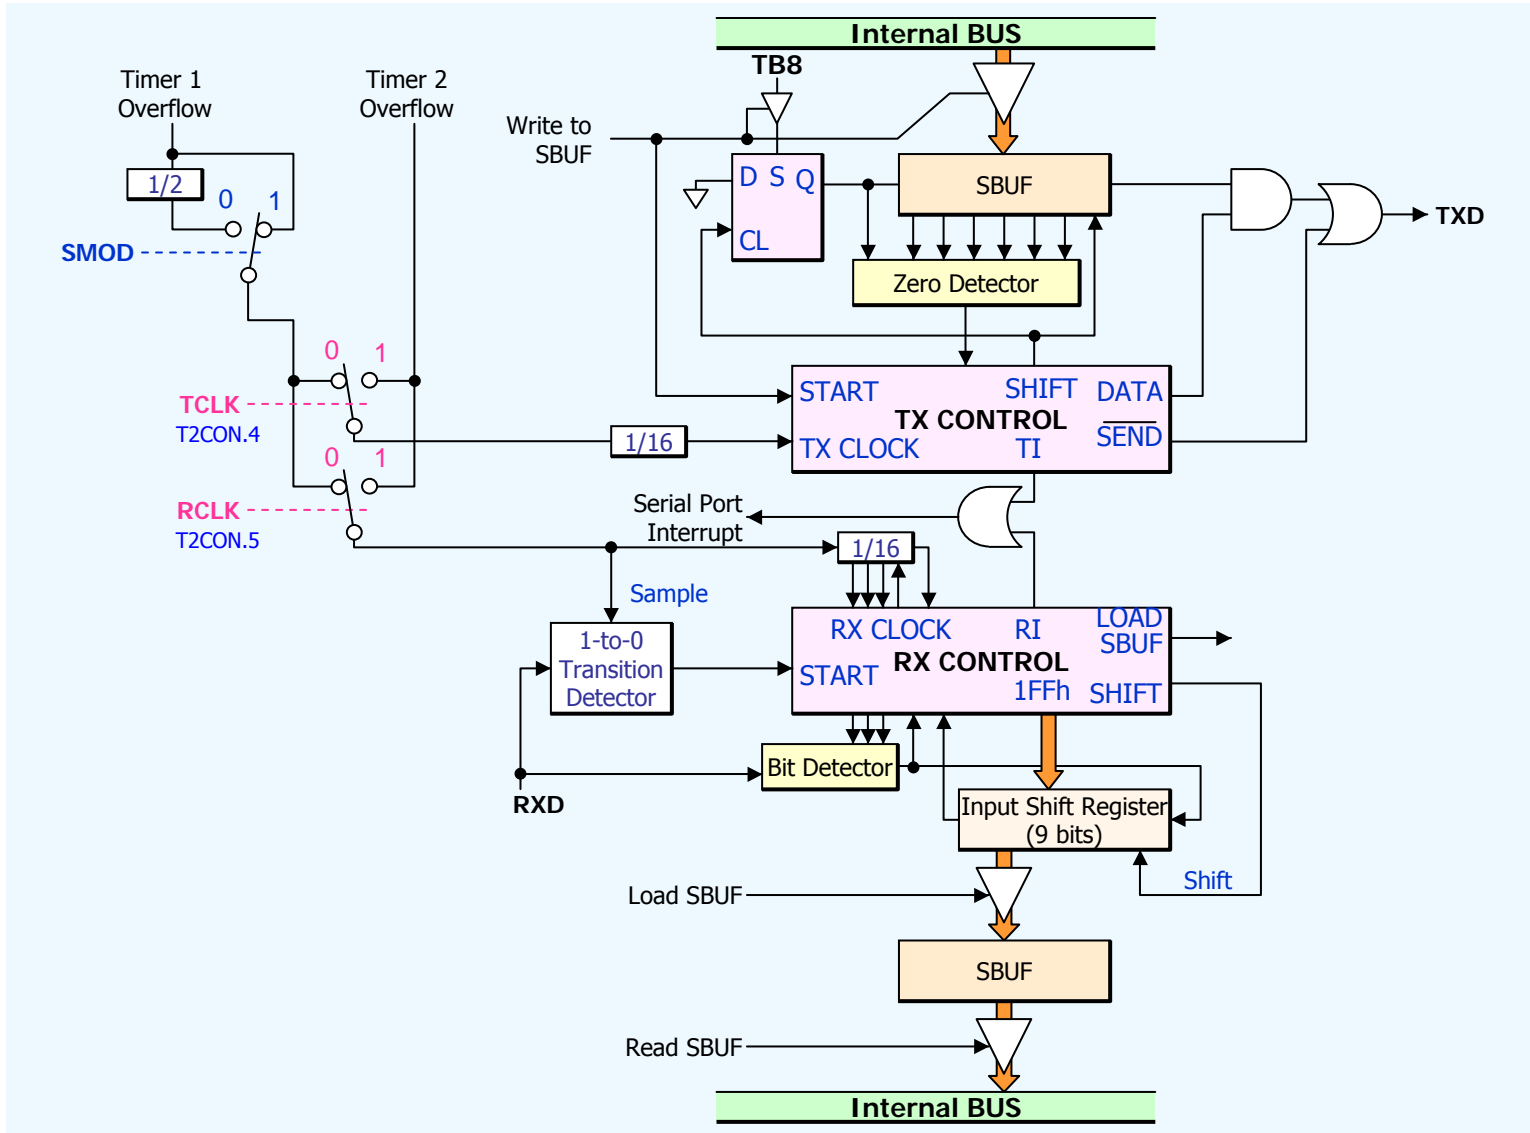 Internal BUS
TB8
Timer 1
Overflow
Timer 2
Overflow
Write to
SBUF
1/2
0
1
D S Q
CL
SBUF
TXD
SMOD
Zero Detector
0
1
TCLK
T2CON.4
START
SHIFT
DATA
TX CONTROL
1/16
TX CLOCK
TI
SEND
0
1
RCLK
T2CON.5
Serial Port
Interrupt
1/16
Sample
1-to-0
Transition
Detector
RX CLOCK
RI
LOAD
SBUF
RX CONTROL
START
1FFh
SHIFT
Bit Detector
RXD
Input Shift Register
(9 bits)
Shift
Load SBUF
SBUF
Read SBUF
Internal BUS